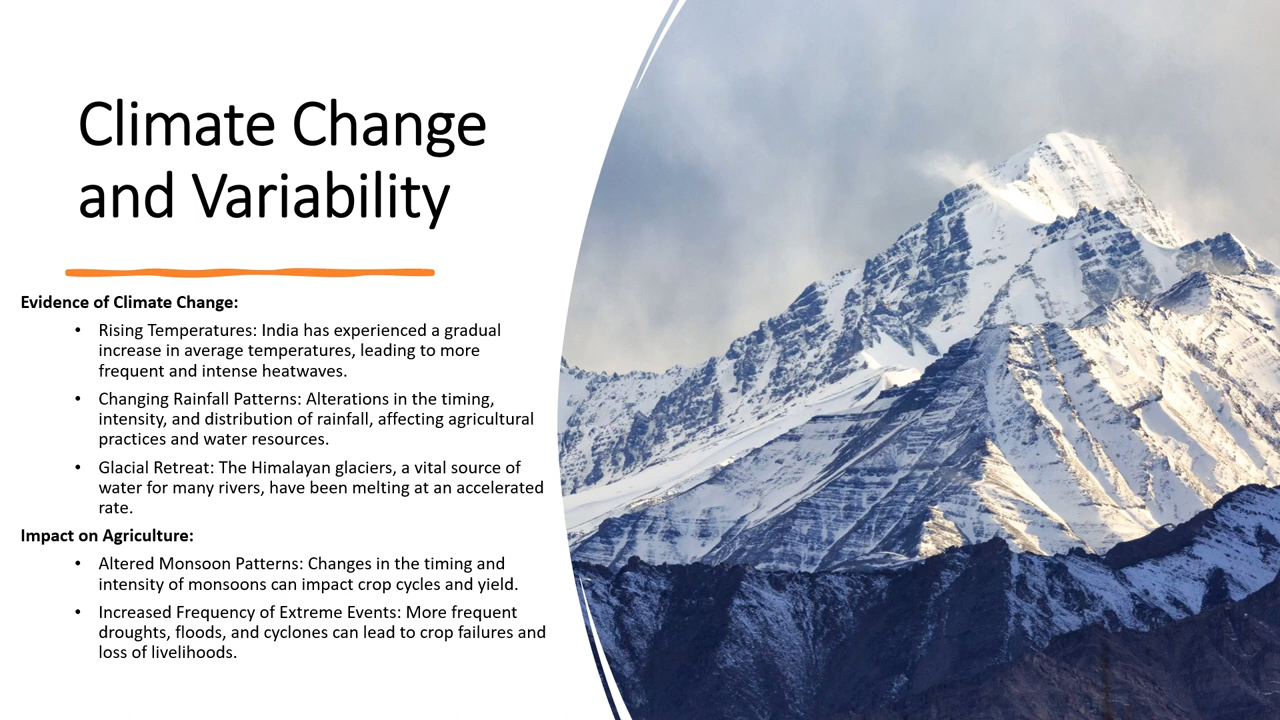 Climate Change
and Variability
Evidence of Climate Change:
• Rising Temperatures: India has experienced a gradual
increase in average temperatures, leading to more
frequent and intense heatwaves.
• Changing Rainfall Patterns: Alterations in the timing,
intensity, and distribution of rainfall, affecting agricultural
practices and water resources.
• Glacial Retreat: The Himalayan glaciers, a vital source of
water for many rivers, have been melting at an accelerated
rate.
Impact on Agriculture:
• Altered Monsoon Patterns: Changes in the timing and
intensity of monsoons can impact crop cycles and yield.
• Increased Frequency of Extreme Events: More frequent
droughts, floods, and cyclones can lead to crop failures and
loss of livelihoods.